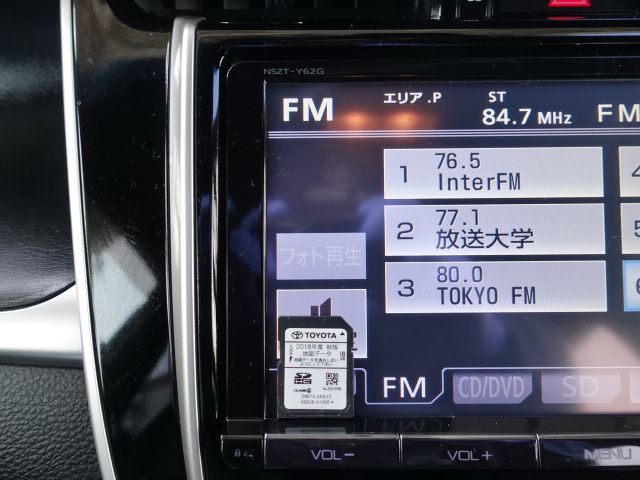 NSZT-Y62G
FM
エリア.P
ST
84.7 MHz
FM
1
76.5
InterFM
2
77.1
放送大学
3
80.0
TOKYO FM
フォト再生
TOYOTA
2018年度 秋版
地図データ
16
FM
CD/DVD
SD
VOL−
VOL+
MENU